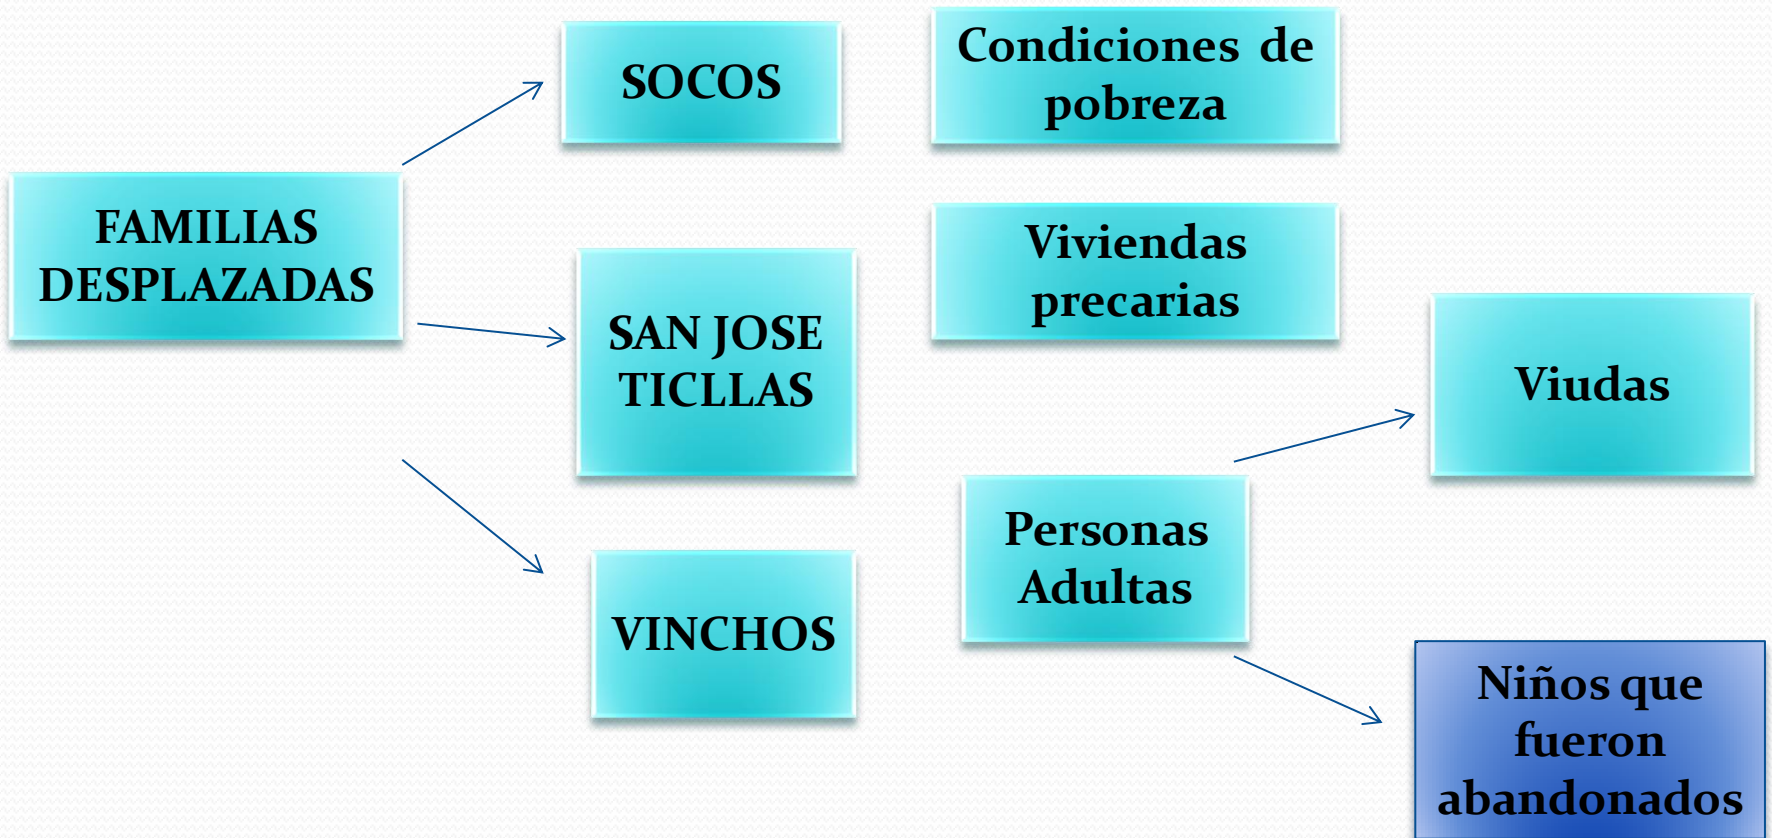 FAMILIAS
DESPLAZADAS
SOCOS
SAN JOSE
TICLLAS
VINCHOS
Condiciones de
pobreza
Viviendas
precarias
Personas
Adultas
Viudas
Niños que
fueron
abandonados